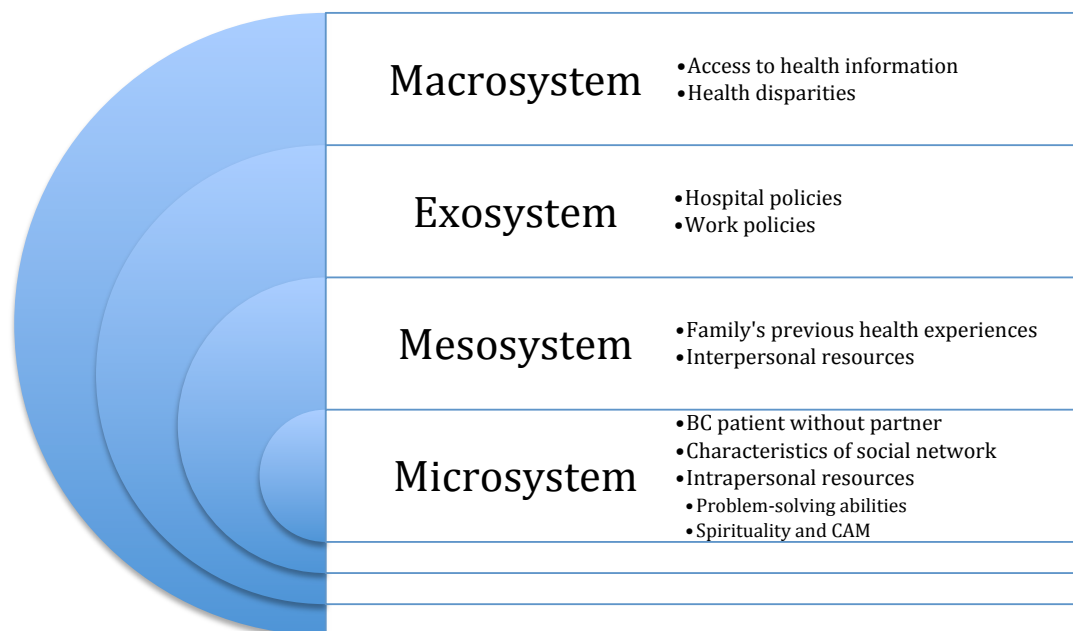 Macrosystem
•Access to health information
•Health disparities
Exosystem
•Hospital policies
•Work policies
Mesosystem
•Family's previous health experiences
•Interpersonal resources
Microsystem
•BC patient without partner
•Characteristics of social network
•Intrapersonal resources
•Problem-solving abilities
•Spirituality and CAM